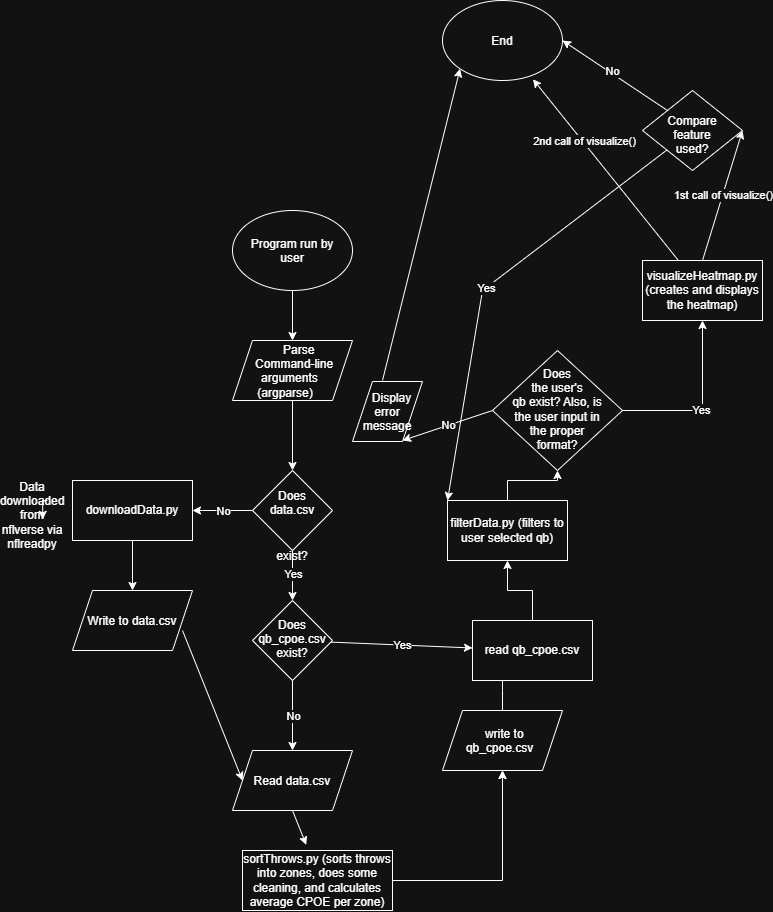 End
No
Compare
feature
used?
2nd call of visualize()
1st call of visualize()
Program run by
user
visualizeHeatmap.py
(creates and displays
the heatmap)
Yes
Parse
Command-line
arguments
(argparse)
Does
the user's
qb exist? Also, is
the user input in
the proper
format?
Display
error
message
No
Yes
Data
downloaded
from
nflverse via
nflreadpy
downloadData.py
No
Does
data.csv
exist?
Yes
filterData.py (filters to
user selected qb)
Write to data.csv
Does
qb_cpoe.csv
exist?
Yes
read qb_cpoe.csv
No
write to
qb_cpoe.csv
Read data.csv
sortThrows.py (sorts throws
into zones, does some
cleaning, and calculates
average CPOE per zone)